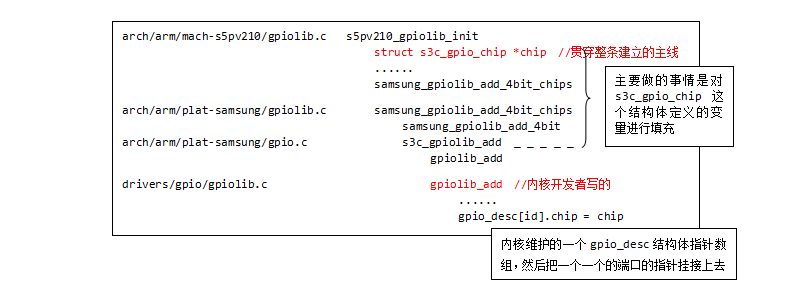 arch/arm/mach-s5pv210/gpiolib.c s5pv210_gpiolib_init
struct s3c_gpio_chip *chip //贯穿整条建立的主线
......
samsung_gpiolib_add_4bit_chips
arch/arm/plat-samsung/gpiolib.c samsung_gpiolib_add_4bit_chips
samsung_gpiolib_add_4bit
arch/arm/plat-samsung/gpio.c s3c_gpiolib_add
gpiolib_add
drivers/gpio/gpiolib.c gpiolib_add //内核开发者写的
......
gpio_desc[id].chip = chip
主要做的事情是对
s3c_gpio_chip 这
个结构体定义的变
量进行填充
内核维护的一个 gpio_desc 结构体指针数
组，然后把一个一个的端口的指针挂接上去